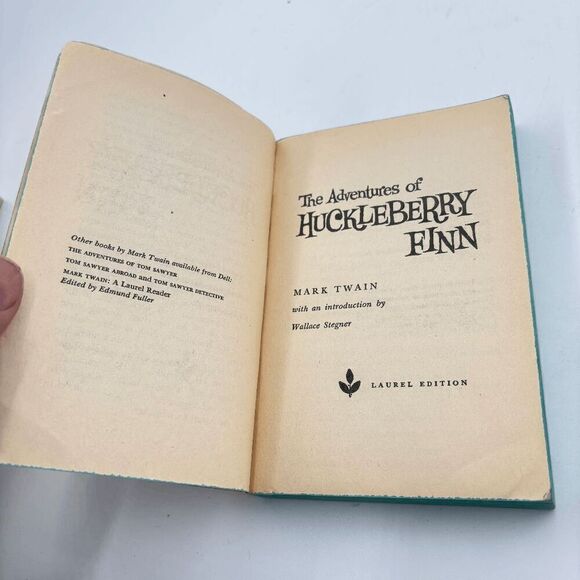 Other books by Mark Twain available from Dell:
THE ADVENTURES OF TOM SAWYER
TOM SAWYER ABROAD and TOM SAWYER DETECTIVE
MARK TWAIN: A Laurel Reader
Edited by Edmund Fuller
The Adventures of
HUCKLEBERRY
FINN
MARK TWAIN
with an introduction by
Wallace Stegner
LAUREL EDITION